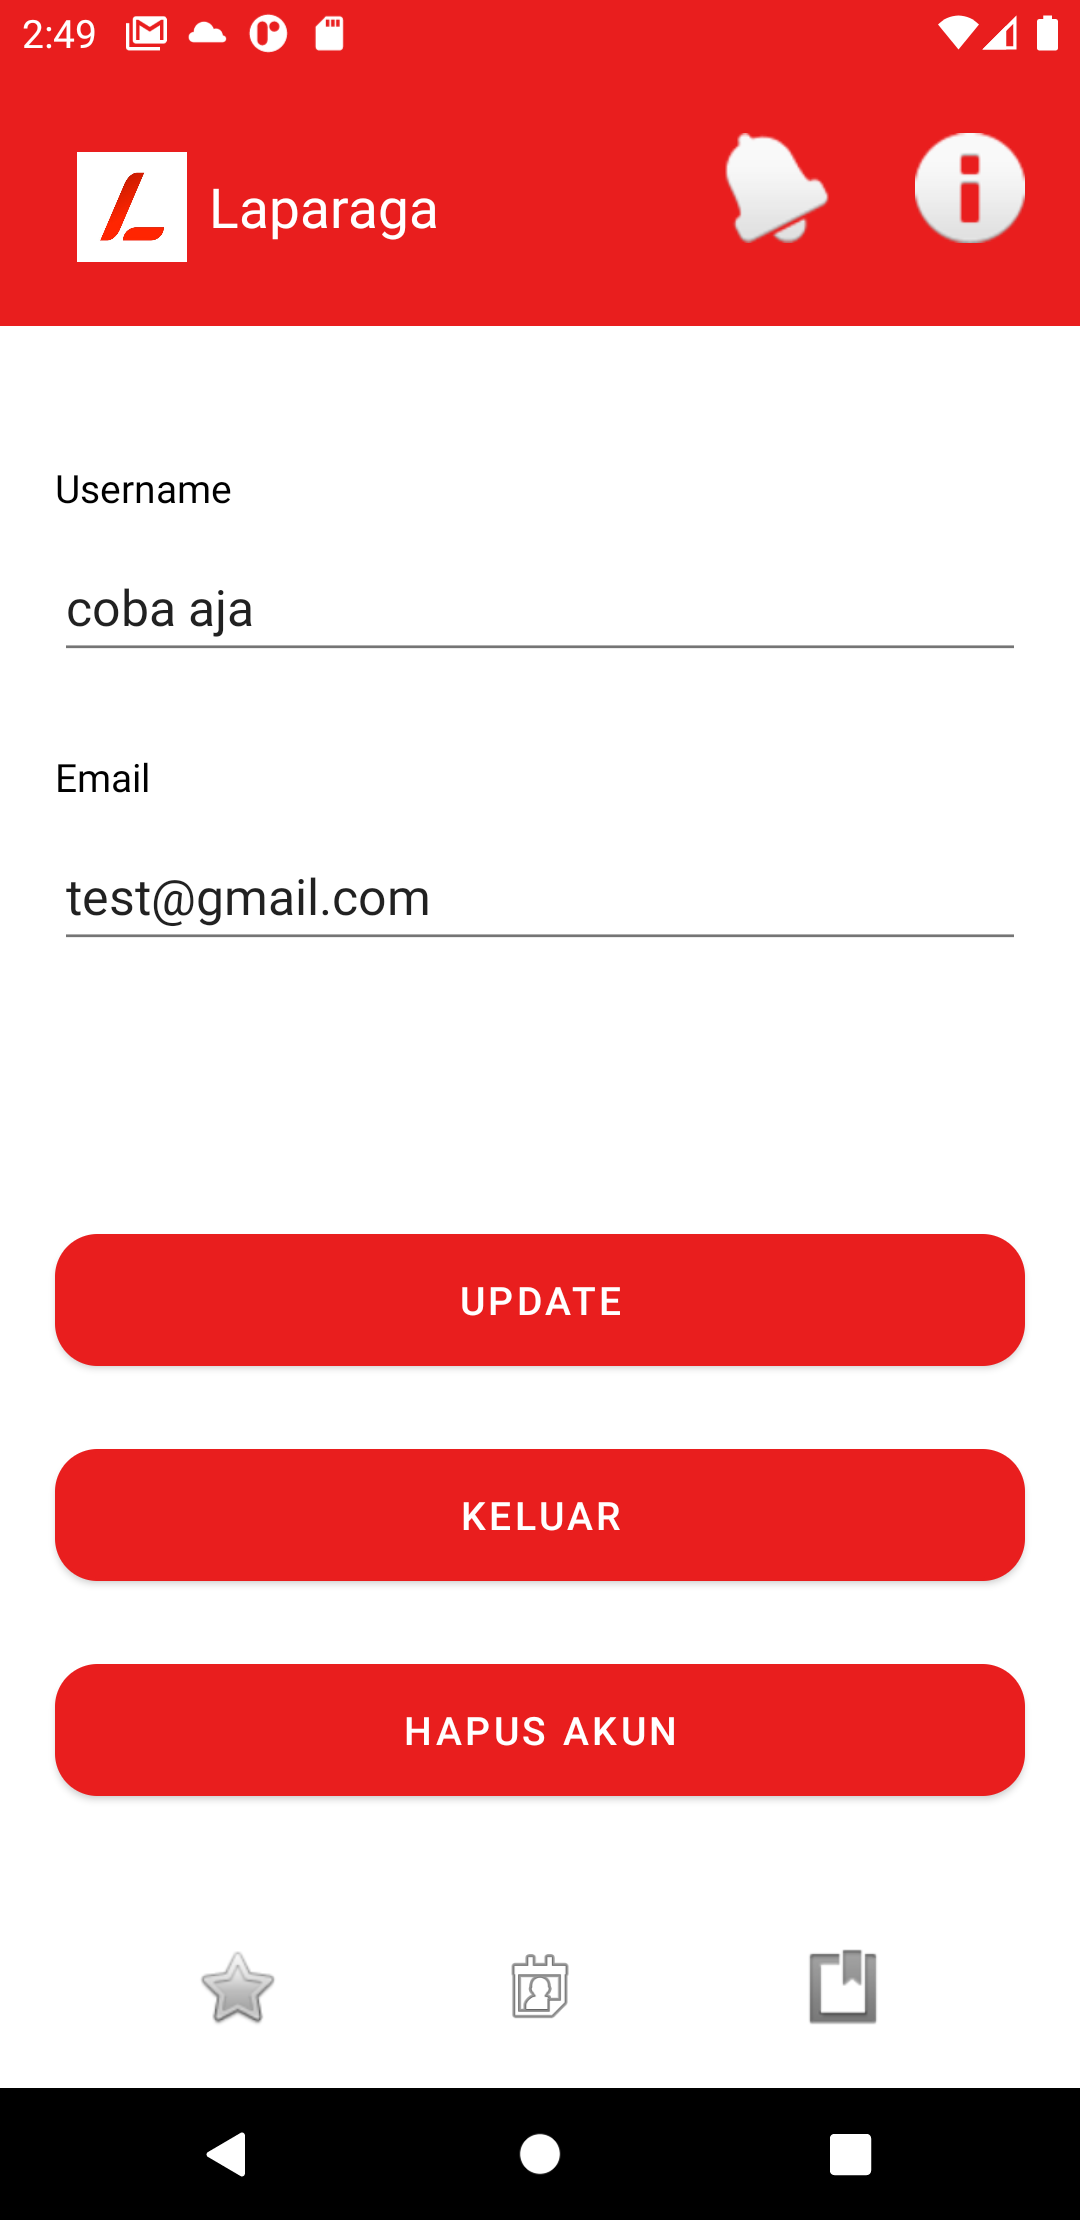 2:49
Laparaga
Username
coba aja
Email
test@gmail.com
UPDATE
KELUAR
HAPUS AKUN